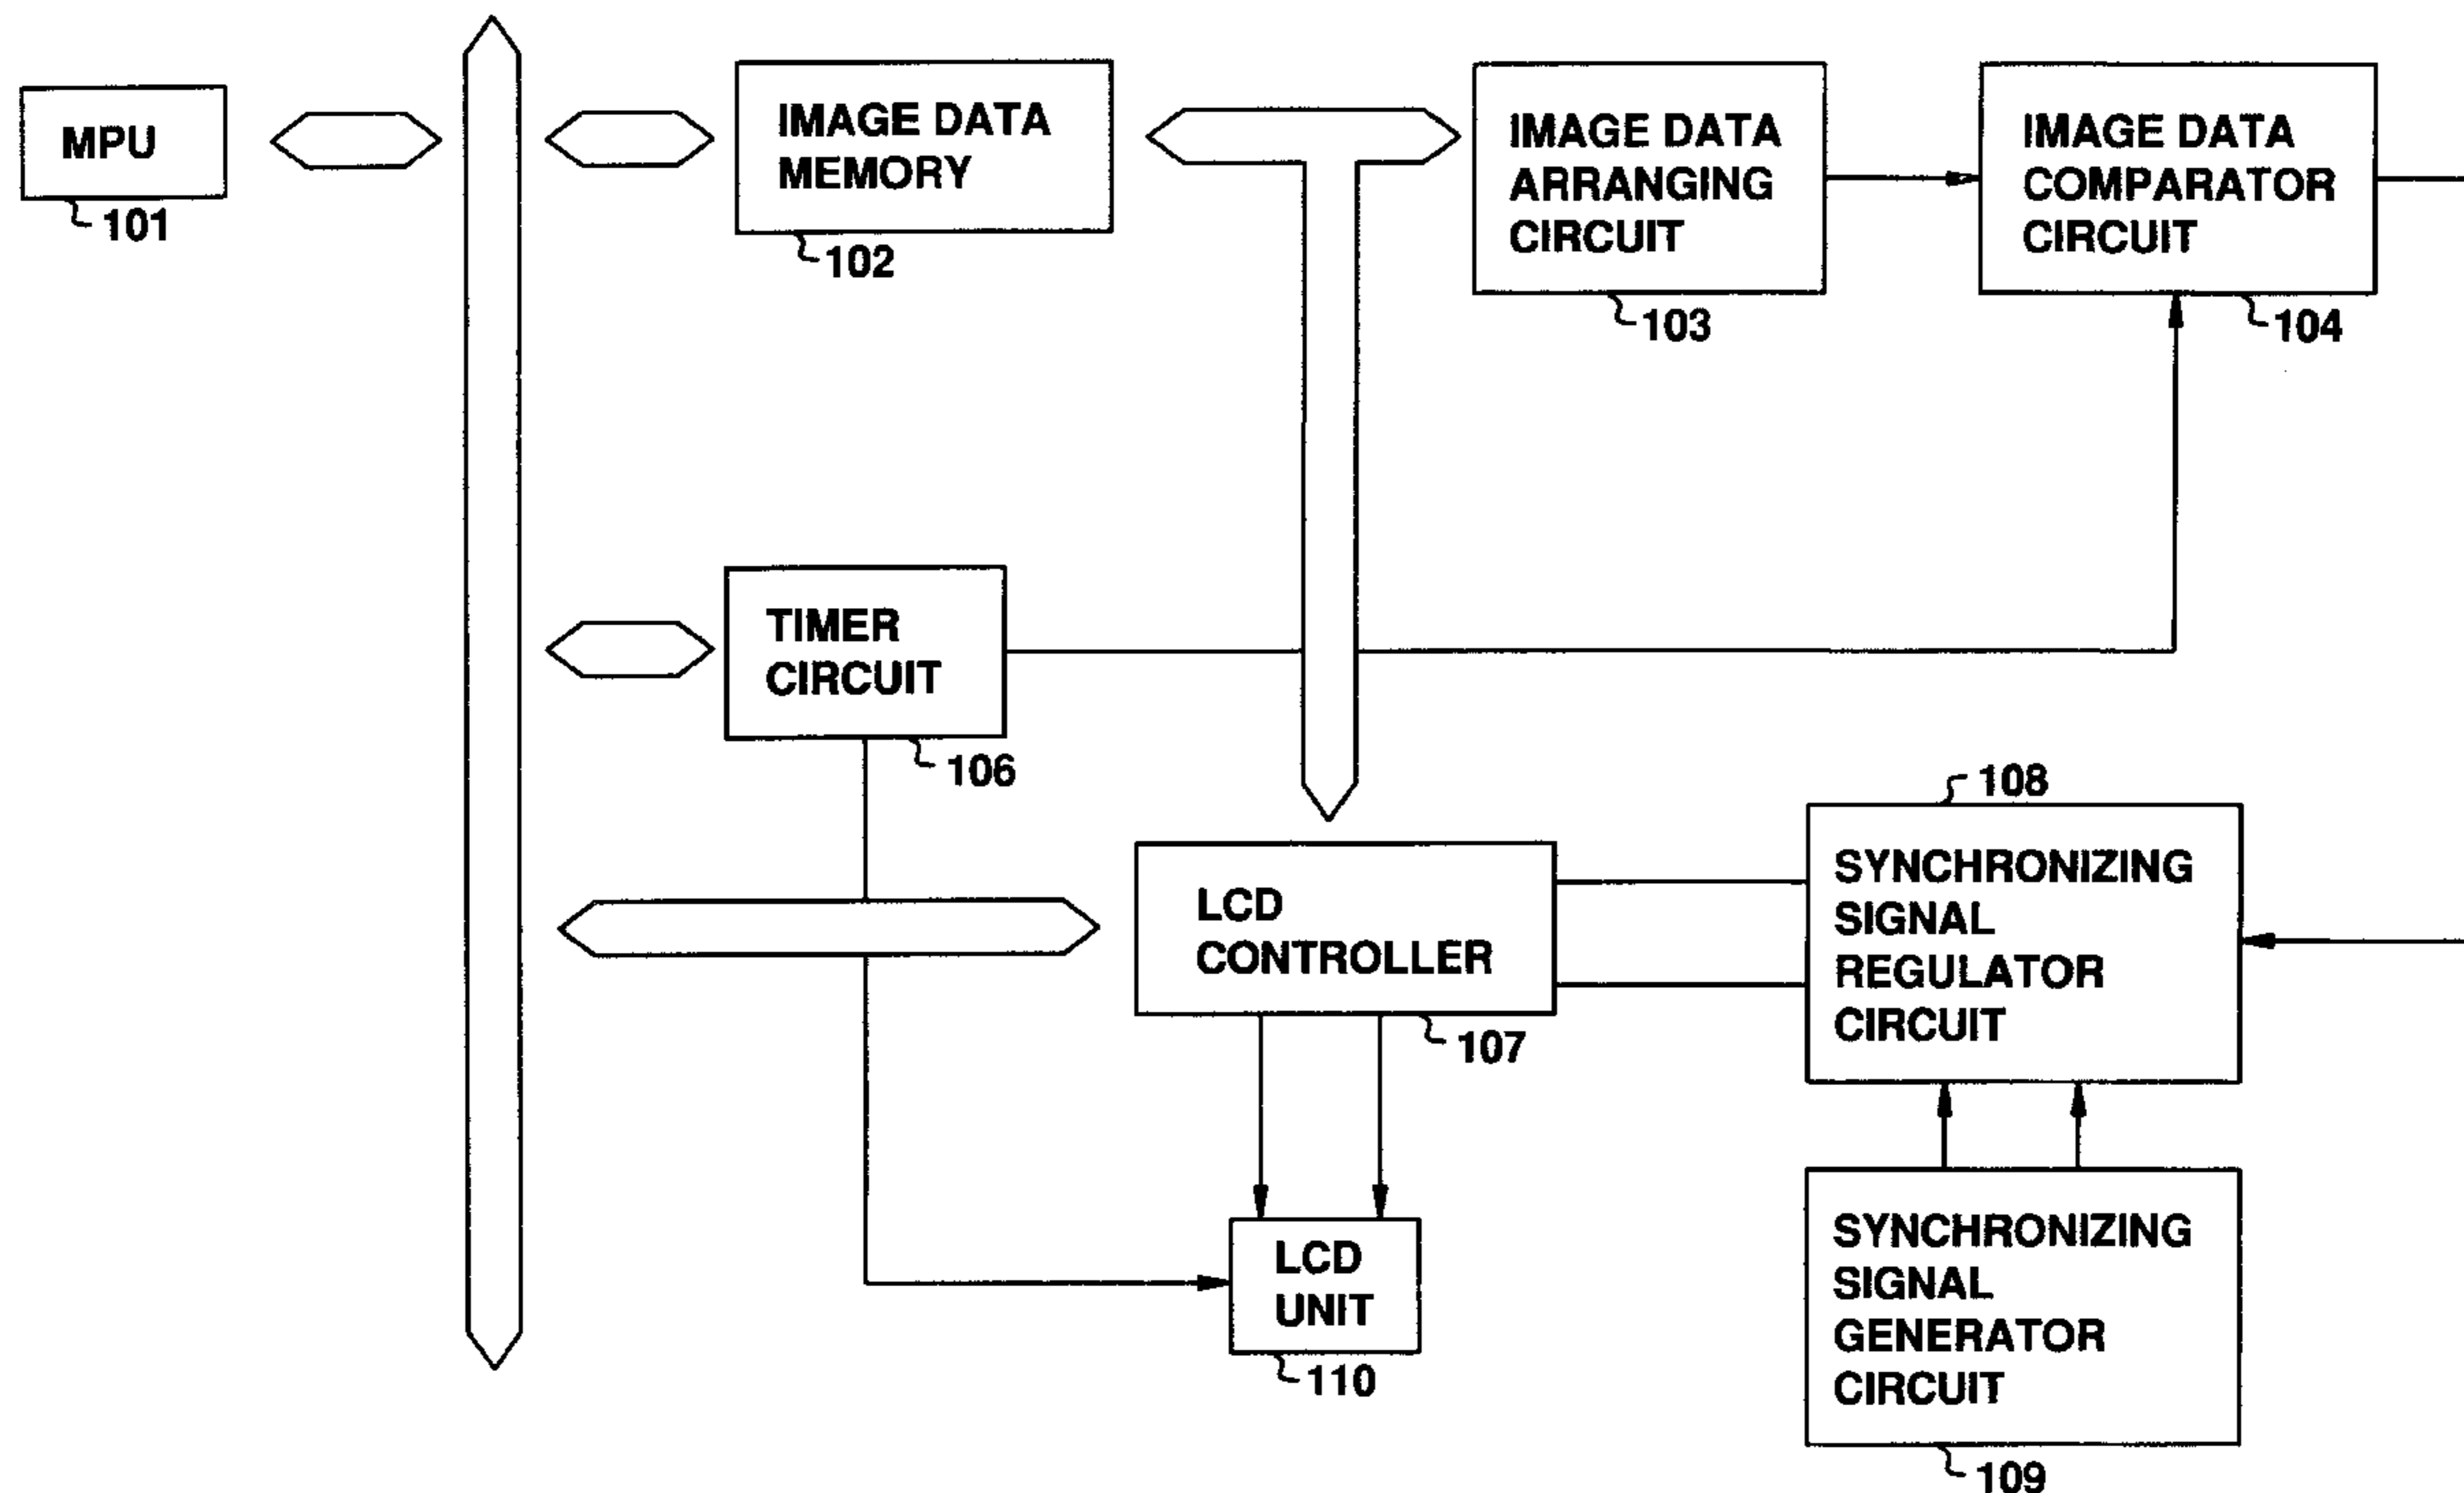 MPU
101
IMAGE DATA
MEMORY
102
IMAGE DATA
ARRANGING
CIRCUIT
103
IMAGE DATA
COMPARATOR
CIRCUIT
104
TIMER
CIRCUIT
106
LCD
CONTROLLER
107
108
SYNCHRONIZING
SIGNAL
REGULATOR
CIRCUIT
LCD
UNIT
110
SYNCHRONIZING
SIGNAL
GENERATOR
CIRCUIT
109